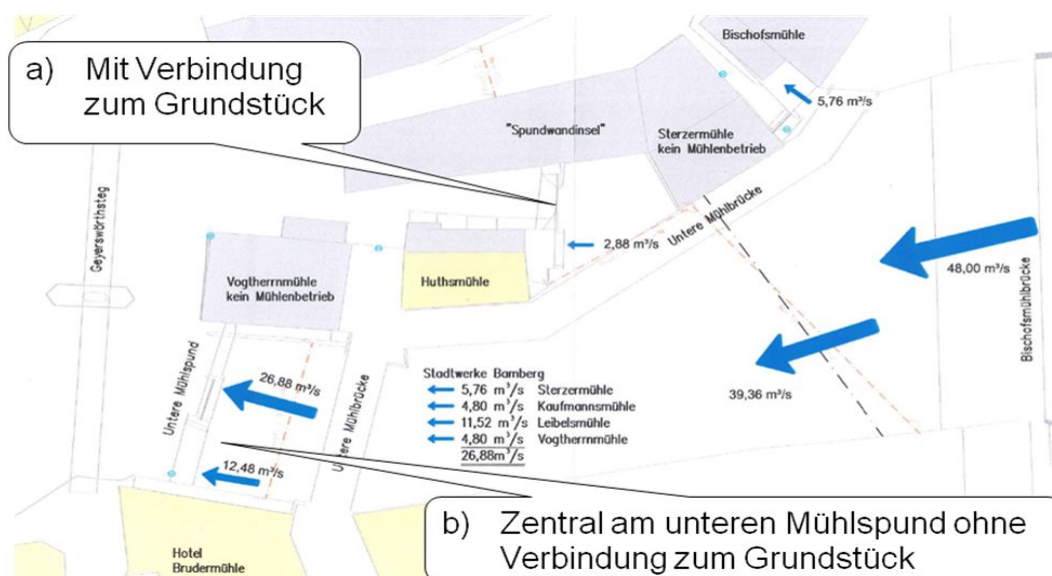 a) Mit Verbindung
zum Grundstück
Bischofsmühle
5,76 m³/s
"Spundwandinsel"
Sterzermühle
kein Mühlenbetrieb
Geyerswörthsteg
2,88 m³/s
Untere Mühlbrücke
48,00 m³/s
Bischofsmühlbrücke
Vogtherrnmühle
kein Mühlenbetrieb
Huthsmühle
39,36 m³/s
Untere Mühlspund
26,88 m³/s
Untere Mühlbrücke
12,48 m³/s
Stadtwerke Bamberg
5,76 m³/s Sterzermühle
4,80 m³/s Kaufmannsmühle
11,52 m³/s Leibelsmühle
4,80 m³/s Vogtherrnmühle
26,88m³/s
Hotel
Brudermühle
b) Zentral am unteren Mühlspund ohne
Verbindung zum Grundstück